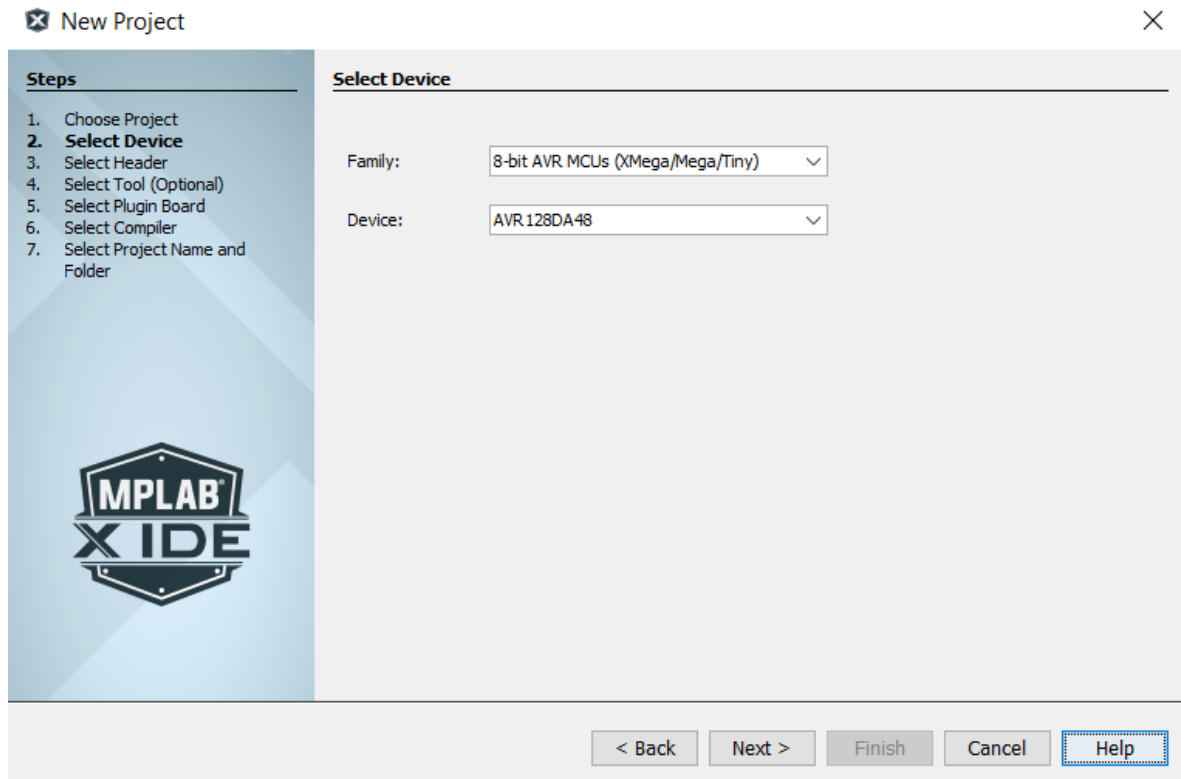 New Project
Steps
1. Choose Project
2. Select Device
3. Select Header
4. Select Tool (Optional)
5. Select Plugin Board
6. Select Compiler
7. Select Project Name and
Folder
MPLAB®
X IDE
Select Device
Family: 8-bit AVR MCUs (XMega/Mega/Tiny)
Device: AVR128DA48
< Back Next > Finish Cancel Help